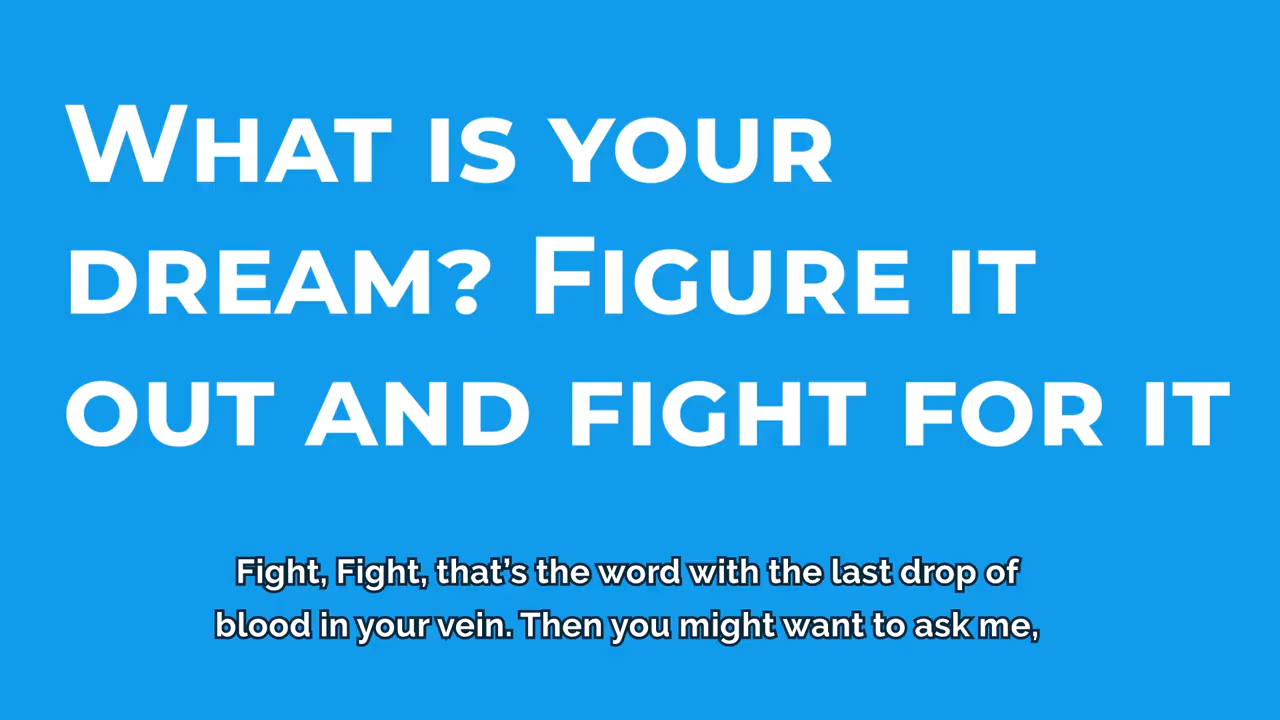 What is your
dream? Figure it
out and fight for it
Fight, Fight, that's the word with the last drop of
blood in your vein. Then you might want to ask me,